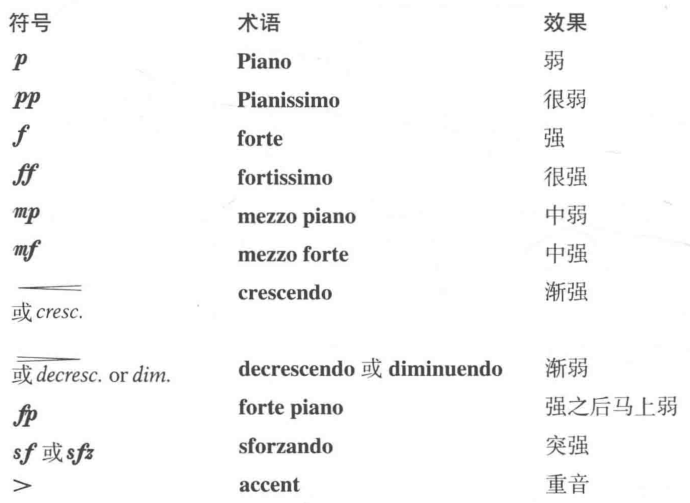 符号 术语 效果
p Piano 弱
pp Pianissimo 很弱
f forte 强
ff fortissimo 很强
mp mezzo piano 中弱
mf mezzo forte 中强
crescendo 渐强
或 cresc.
或 decresc. or dim. decrescendo 或 diminuendo 渐弱
fp forte piano 强之后马上弱
sf 或 sfz sforzando 突强
> accent 重音